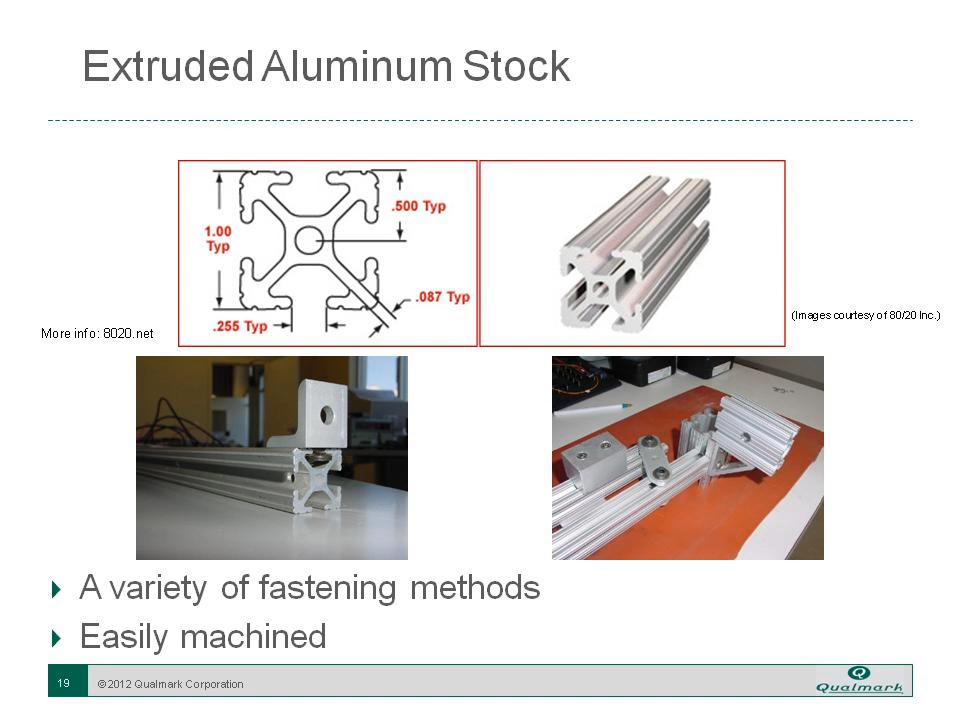 Extruded Aluminum Stock
1.00
Typ
.500 Typ
.087 Typ
.255 Typ
More info: 8020.net
(Images courtesy of 80/20 Inc.)
A variety of fastening methods
Easily machined
19
© 2012 Qualmark Corporation
Qualmark